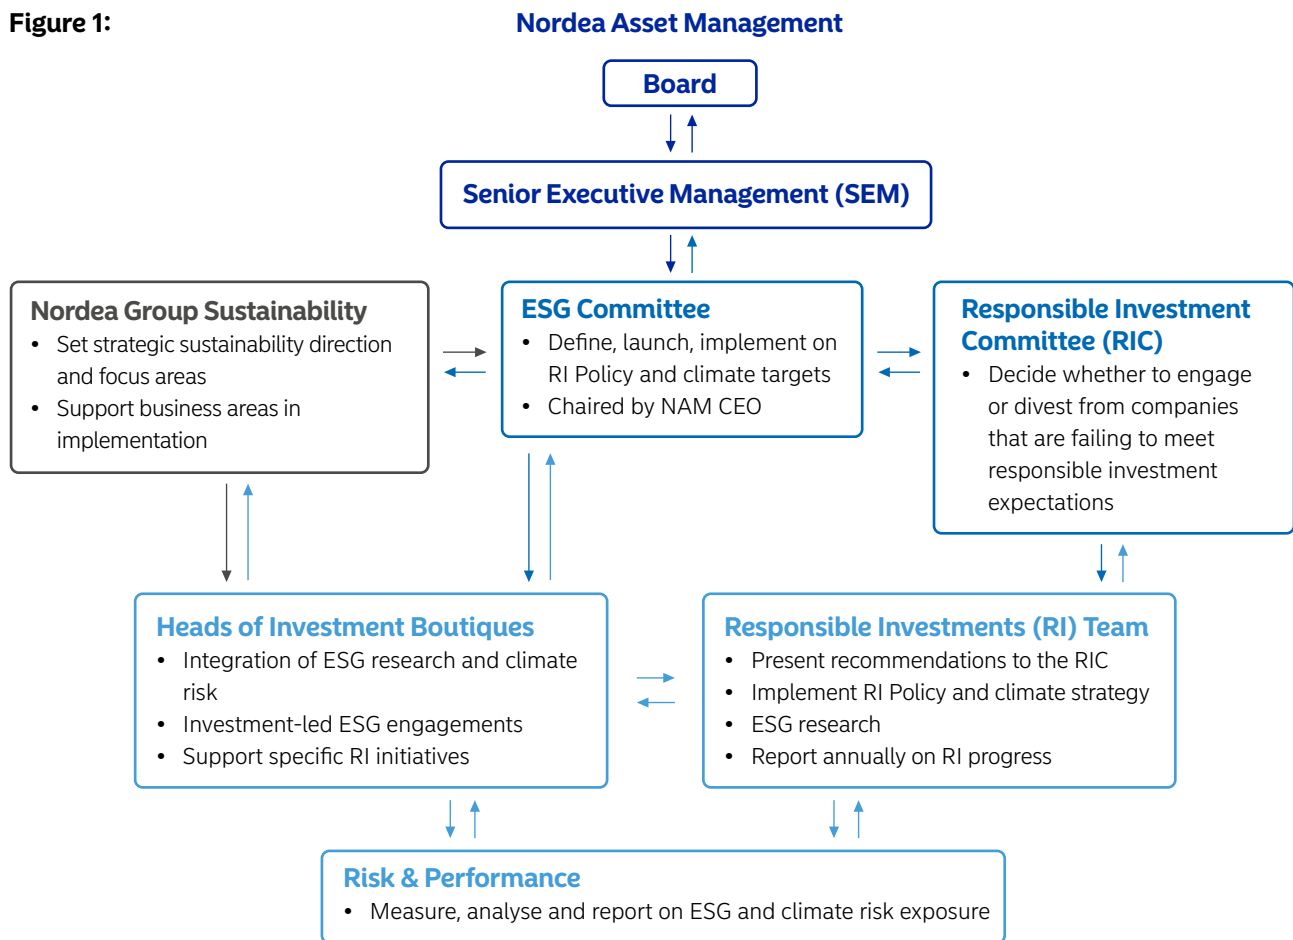 Figure 1:
Nordea Asset Management
Board
Senior Executive Management (SEM)
Nordea Group Sustainability
• Set strategic sustainability direction
and focus areas
• Support business areas in
implementation
ESG Committee
• Define, launch, implement on
RI Policy and climate targets
• Chaired by NAM CEO
Responsible Investment
Committee (RIC)
• Decide whether to engage
or divest from companies
that are failing to meet
responsible investment
expectations
Heads of Investment Boutiques
• Integration of ESG research and climate
risk
• Investment-led ESG engagements
• Support specific RI initiatives
Responsible Investments (RI) Team
• Present recommendations to the RIC
• Implement RI Policy and climate strategy
• ESG research
• Report annually on RI progress
Risk & Performance
• Measure, analyse and report on ESG and climate risk exposure